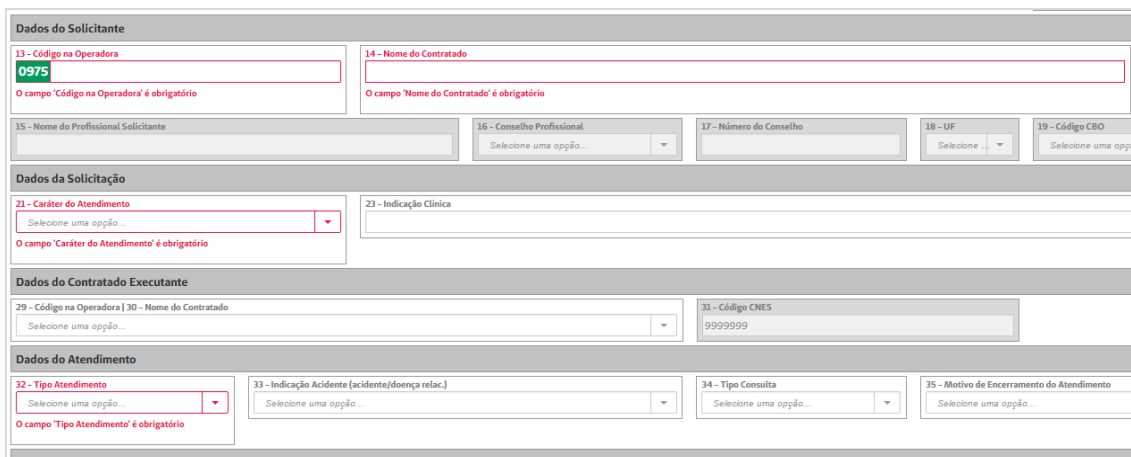 Dados do Solicitante
13 - Código na Operadora
14 - Nome do Contratado
0975
O campo 'Código na Operadora' é obrigatório
O campo 'Nome do Contratado' é obrigatório
15 - Nome do Profissional Solicitante
16 - Conselho Profissional
17 - Número do Conselho
18 - UF
19 - Código CBO
Selecione uma opção...
Selecione ...
Selecione uma
Dados da Solicitação
21 - Caráter do Atendimento
23 - Indicação Clínica
Selecione uma opção...
O campo 'Caráter do Atendimento' é obrigatório
Dados do Contratado Executante
29 - Código na Operadora | 30 - Nome do Contratado
31 - Código CNES
Selecione uma opção...
9999999
Dados do Atendimento
32 - Tipo Atendimento
33 - Indicação Acidente (acidente/doença relac.)
34 - Tipo Consulta
35 - Motivo de Encerramento do Atendimento
Selecione uma opção...
Selecione uma opção...
Selecione uma opção...
Selecione uma opção...
O campo 'Tipo Atendimento' é obrigatório